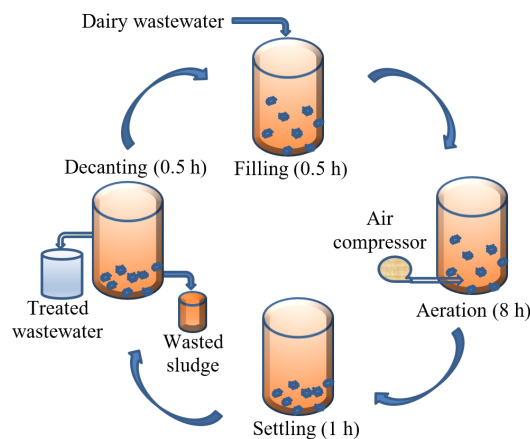 Dairy wastewater
Decanting (0.5 h)
Filling (0.5 h)
Air
compressor
Aeration (8 h)
Treated
wastewater
Wasted
sludge
Settling (1 h)